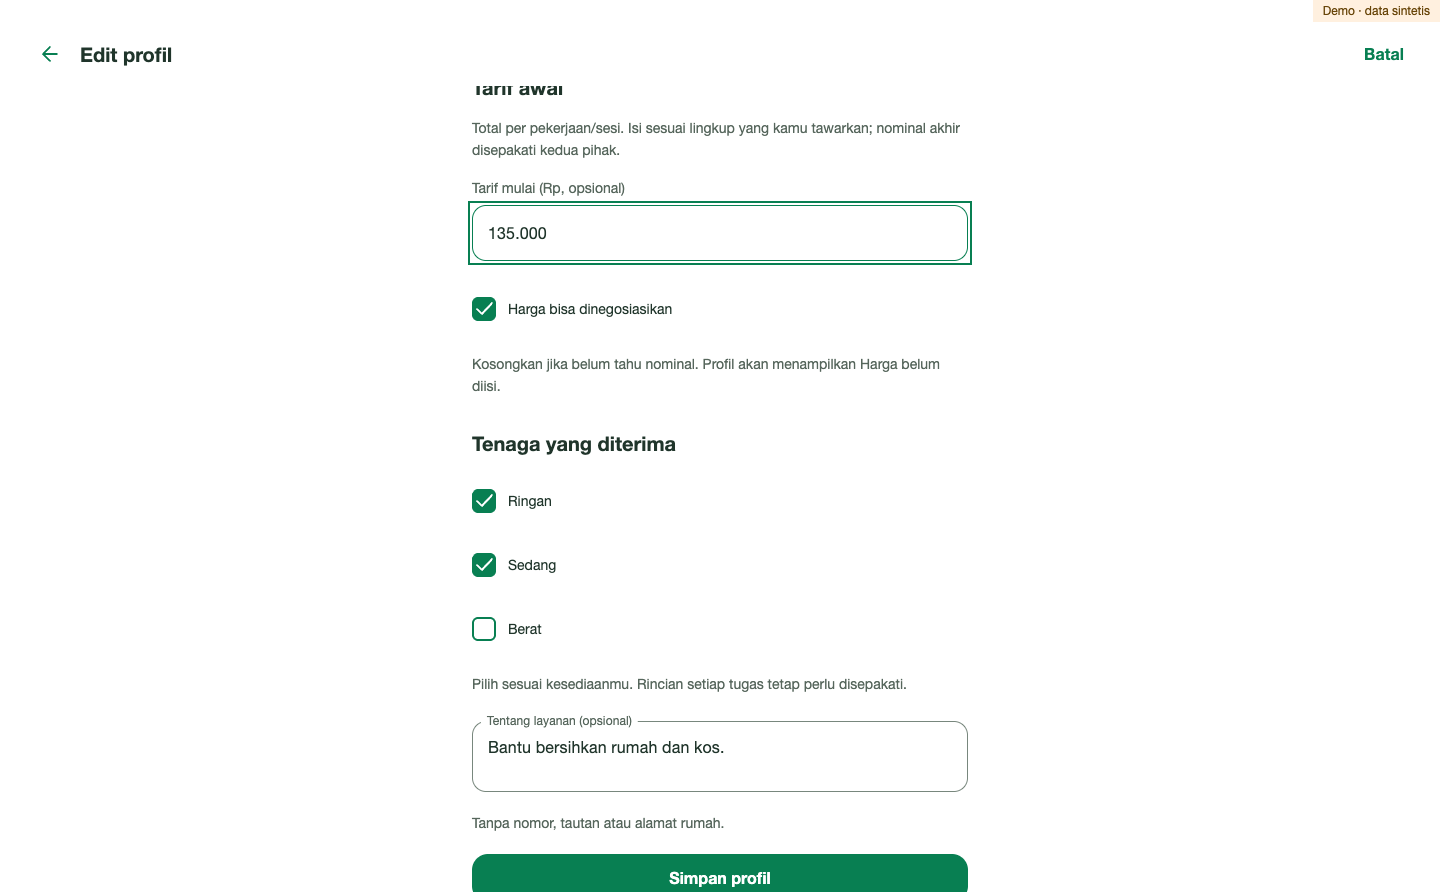 Demo · data sintetis
Edit profil
Batal
Tarif awal
Total per pekerjaan/sesi. Isi sesuai lingkup yang kamu tawarkan; nominal akhir
disepakati kedua pihak.
Tarif mulai (Rp, opsional)
135.000
Harga bisa dinegosiasikan
Kosongkan jika belum tahu nominal. Profil akan menampilkan Harga belum
diisi.
Tenaga yang diterima
Ringan
Sedang
Berat
Pilih sesuai kesediaanmu. Rincian setiap tugas tetap perlu disepakati.
Tentang layanan (opsional)
Bantu bersihkan rumah dan kos.
Tanpa nomor, tautan atau alamat rumah.
Simpan profil